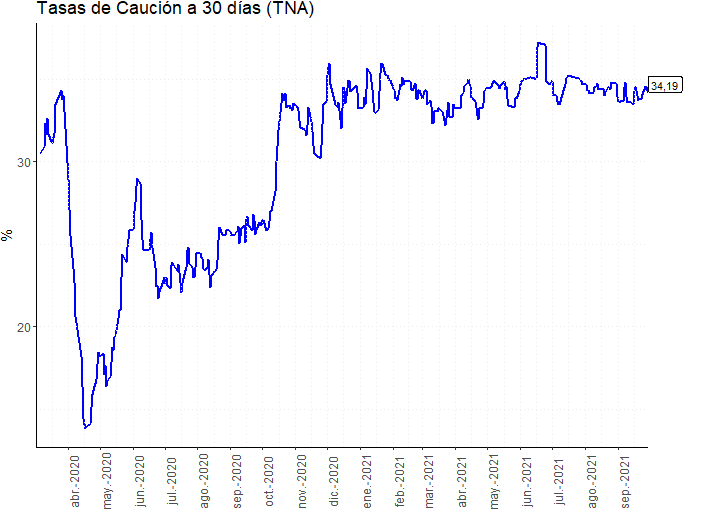 Tasas de Caución a 30 días (TNA)
34,19
30
%
20
abr.-2020
may.-2020
jun.-2020
jul.-2020
ago.-2020
sep.-2020
oct.-2020
nov.-2020
dic.-2020
ene.-2021
feb.-2021
mar.-2021
abr.-2021
may.-2021
jun.-2021
jul.-2021
ago.-2021
sep.-2021